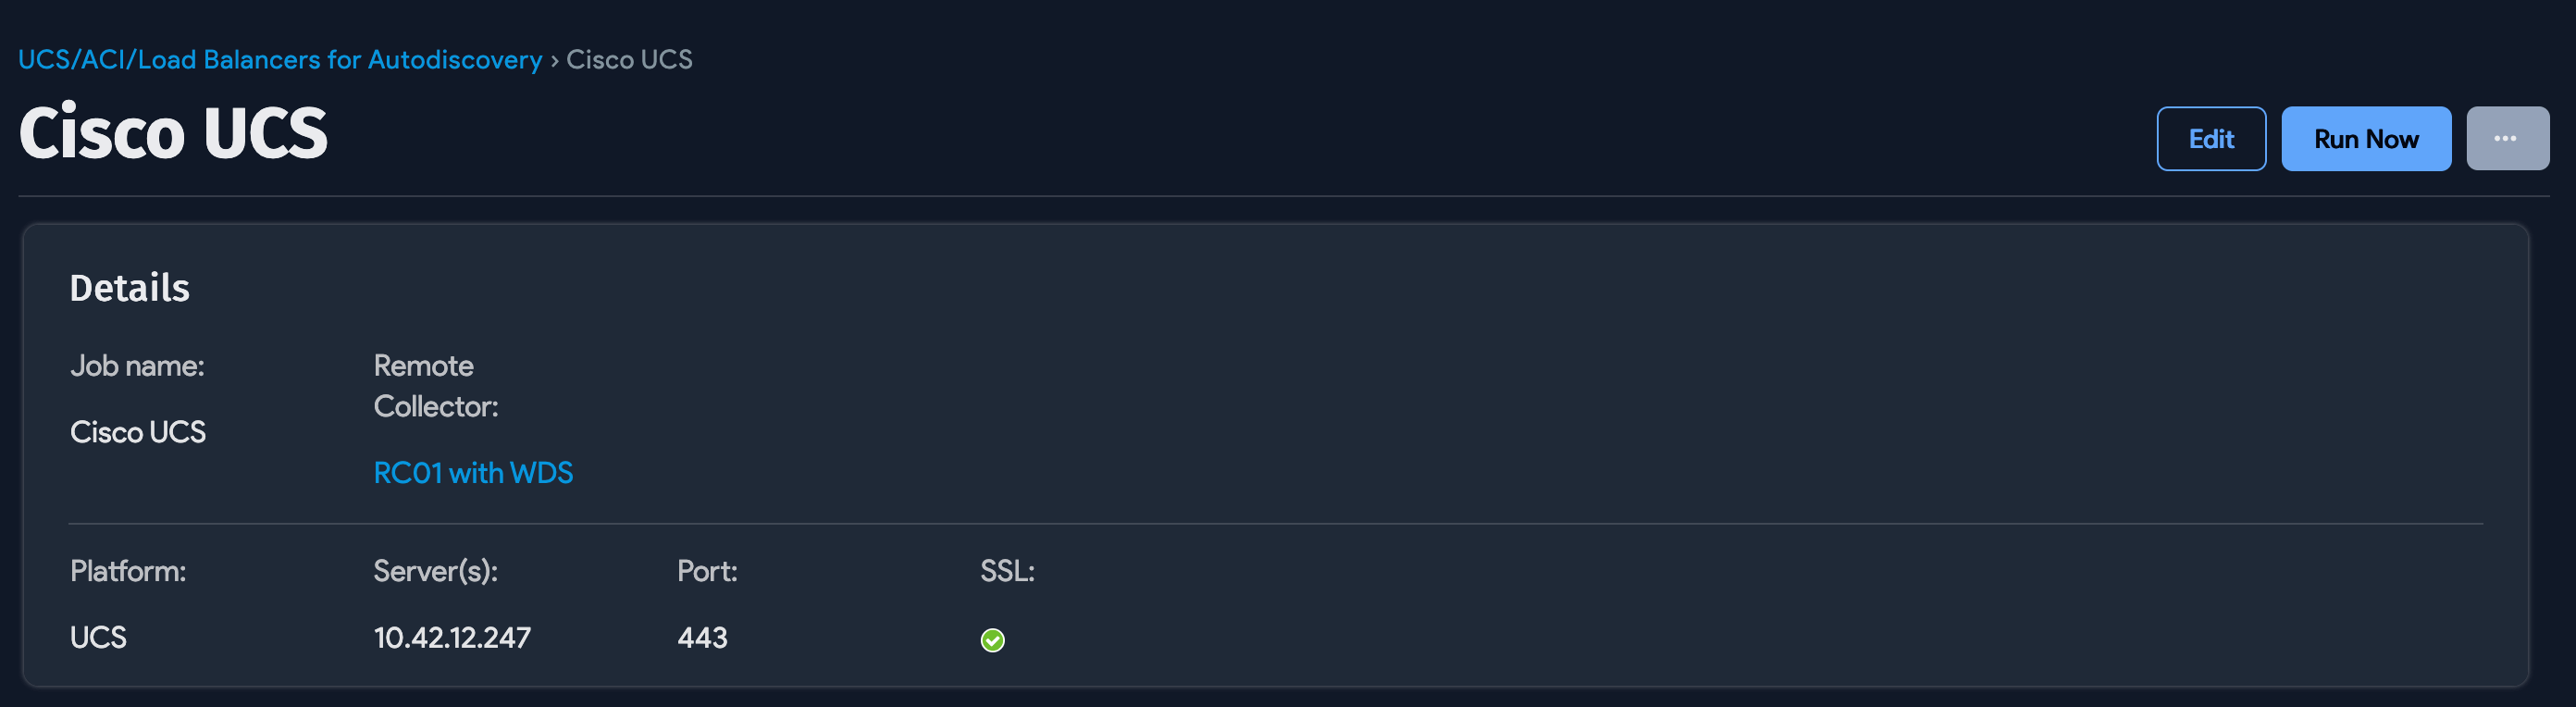 UCS/ACI/Load Balancers for Autodiscovery › Cisco UCS
Cisco UCS
Edit
Run Now
...
Details
Job name:
Cisco UCS
Remote
Collector:
RC01 with WDS
Platform:
UCS
Server(s):
10.42.12.247
Port:
443
SSL: